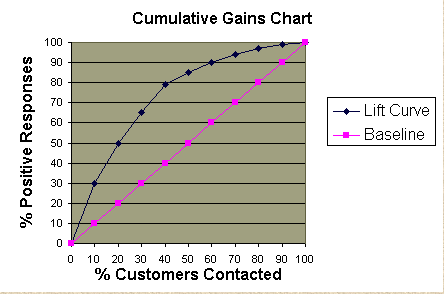 Cumulative Gains Chart
% Positive Responses
100
90
80
70
60
50
40
30
20
10
0
0 10 20 30 40 50 60 70 80 90 100
% Customers Contacted
Lift Curve
Baseline